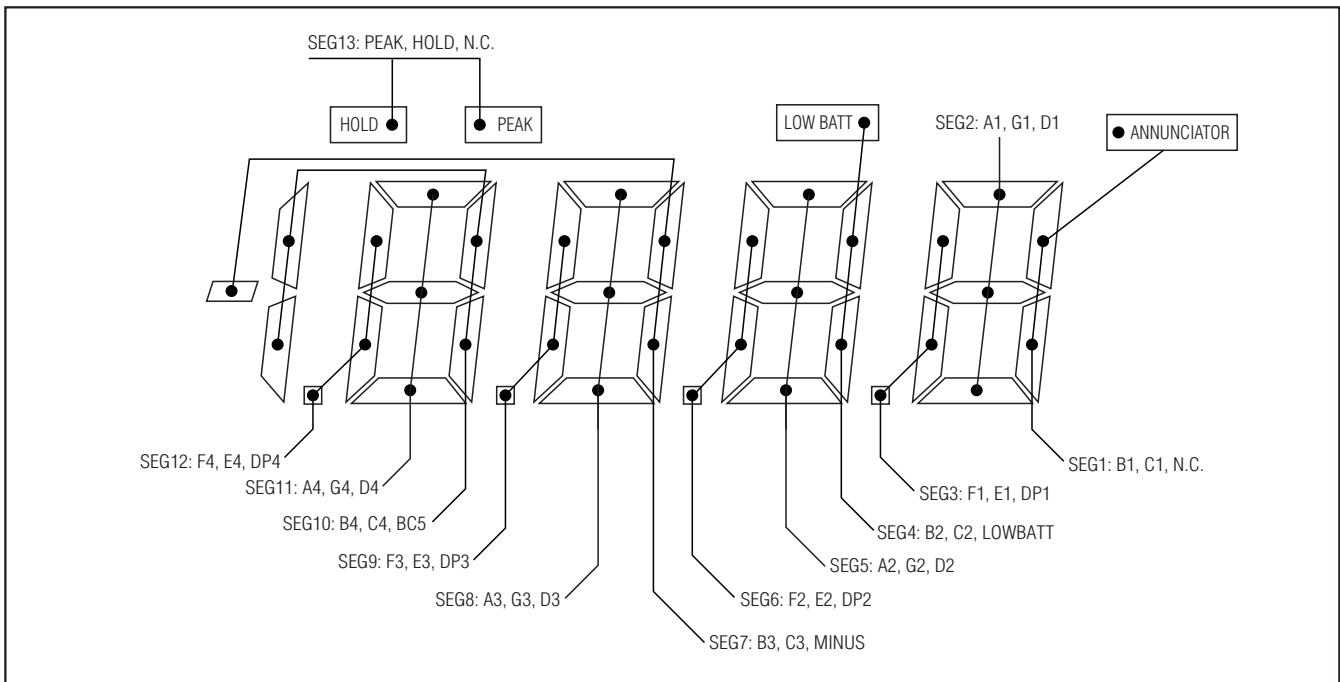 SEG13: PEAK, HOLD, N.C.
HOLD
PEAK
LOW BATT
SEG2: A1, G1, D1
ANNUNCIATOR
SEG12: F4, E4, DP4
SEG11: A4, G4, D4
SEG10: B4, C4, BC5
SEG9: F3, E3, DP3
SEG8: A3, G3, D3
SEG7: B3, C3, MINUS
SEG6: F2, E2, DP2
SEG5: A2, G2, D2
SEG4: B2, C2, LOWBATT
SEG3: F1, E1, DP1
SEG1: B1, C1, N.C.